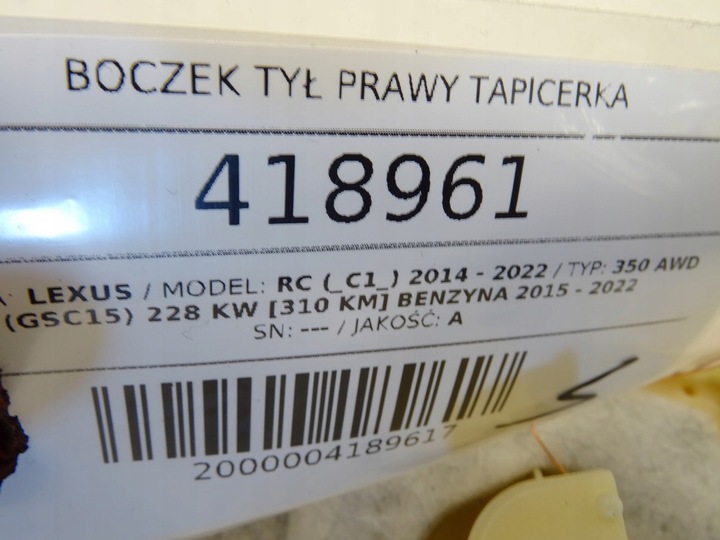 BOCZEK TYŁ PRAWY TAPICERKA
418961
LEXUS / MODEL: RC (_C1_) 2014 - 2022 / TYP: 350 AWD
(GSC15) 228 KW [310 KM] BENZYNA 2015 - 2022
SN: --- / JAKOŚĆ: A
2000004189617